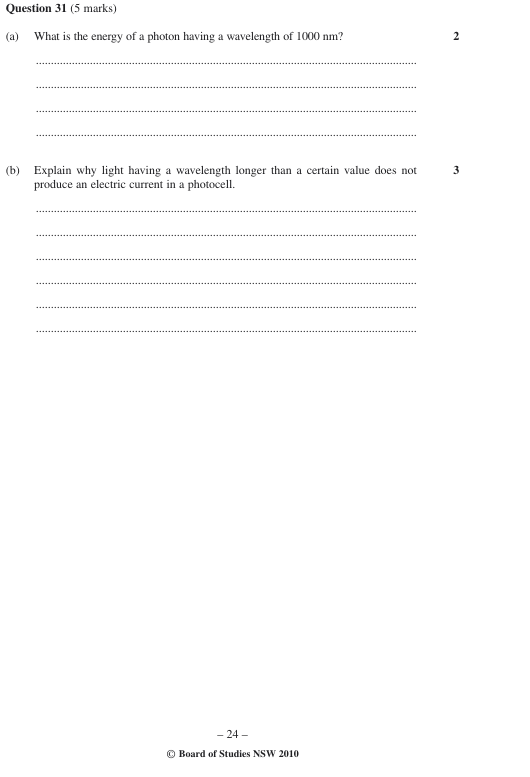 Question 31 (5 marks)
(a) What is the energy of a photon having a wavelength of 1000 nm? 2
................................................................................................................................
................................................................................................................................
................................................................................................................................
................................................................................................................................
(b) Explain why light having a wavelength longer than a certain value does not 3
produce an electric current in a photocell.
................................................................................................................................
................................................................................................................................
................................................................................................................................
................................................................................................................................
................................................................................................................................
................................................................................................................................
– 24 –
© Board of Studies NSW 2010